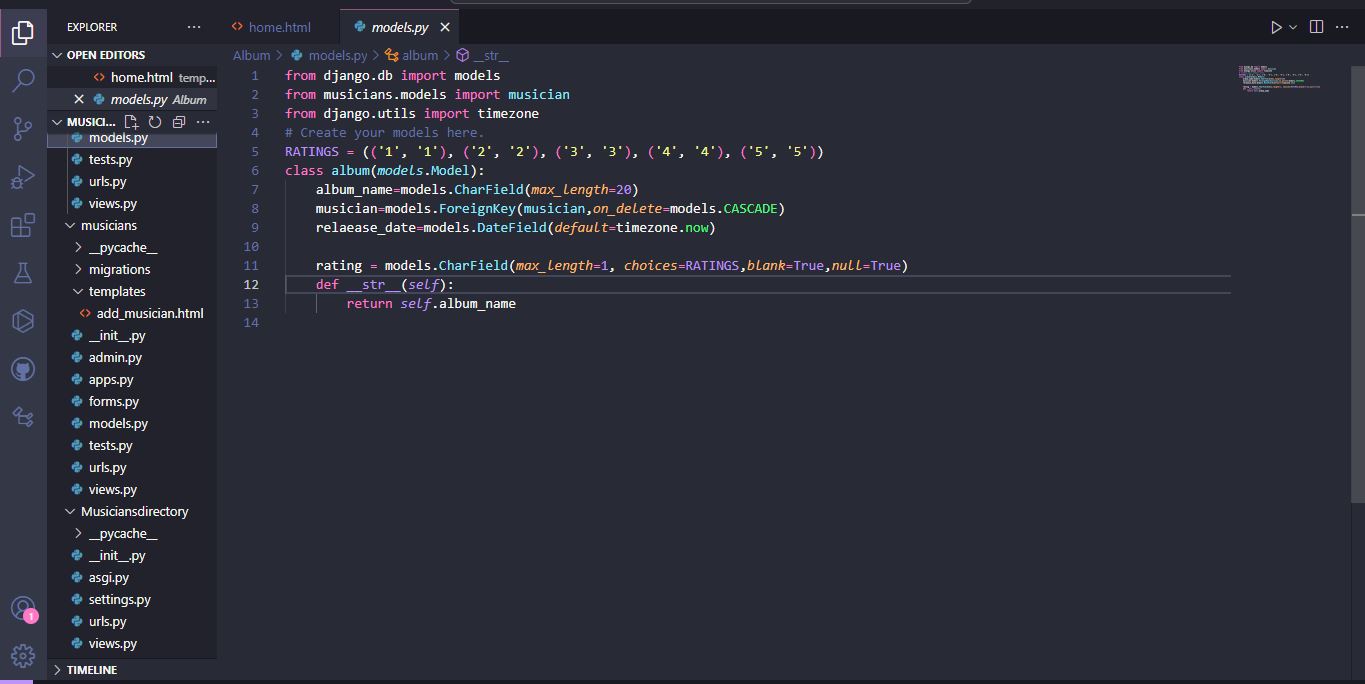 EXPLORER ···
OPEN EDITORS
home.html temp...
models.py Album
MUSICI... ···
models.py
tests.py
urls.py
views.py
musicians
__pycache__
migrations
templates
add_musician.html
__init__.py
admin.py
apps.py
forms.py
models.py
tests.py
urls.py
views.py
Musiciansdirectory
__pycache__
__init__.py
asgi.py
settings.py
urls.py
views.py
TIMELINE
1
home.html models.py
Album > models.py > album > __str__
1 from django.db import models
2 from musicians.models import musician
3 from django.utils import timezone
4 # Create your models here.
5 RATINGS = (('1', '1'), ('2', '2'), ('3', '3'), ('4', '4'), ('5', '5'))
6 class album(models.Model):
7 album_name=models.CharField(max_length=20)
8 musician=models.ForeignKey(musician,on_delete=models.CASCADE)
9 relaease_date=models.DateField(default=timezone.now)
10
11 rating = models.CharField(max_length=1, choices=RATINGS,blank=True,null=True)
12 def __str__(self):
13 return self.album_name
14